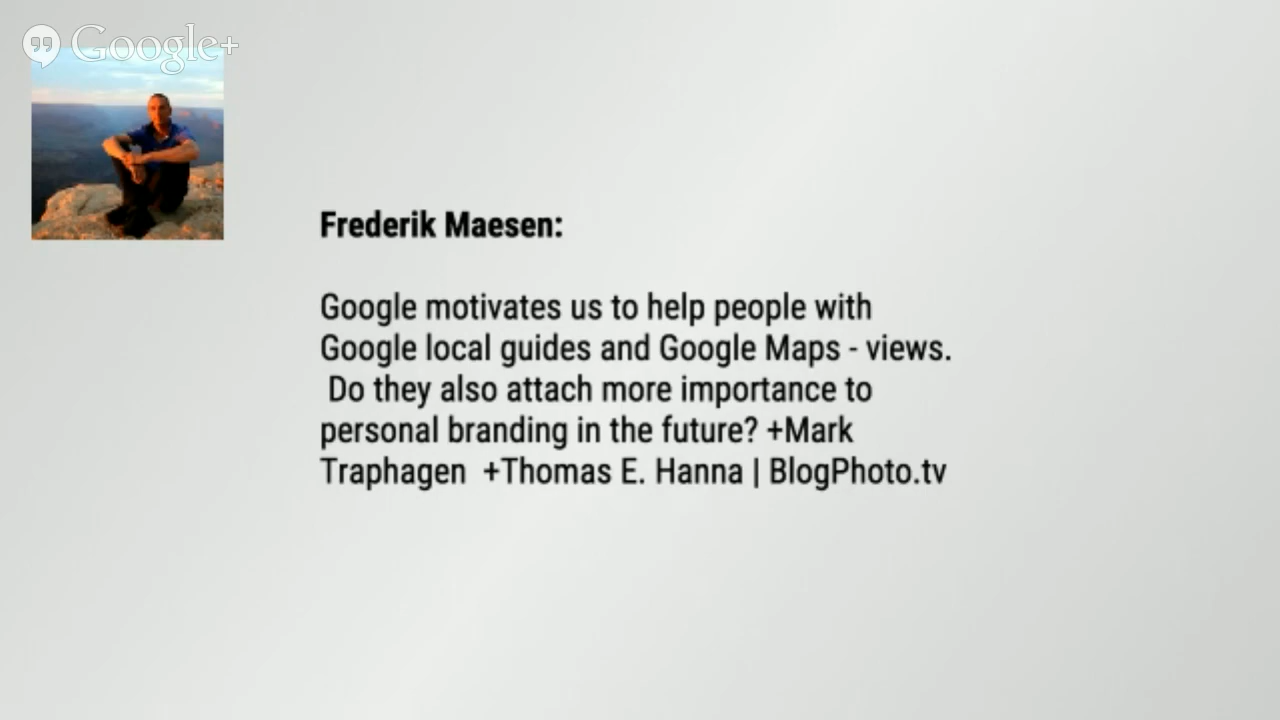 Google+
Frederik Maesen:
Google motivates us to help people with
Google local guides and Google Maps - views.
Do they also attach more importance to
personal branding in the future? +Mark
Traphagen +Thomas E. Hanna | BlogPhoto.tv